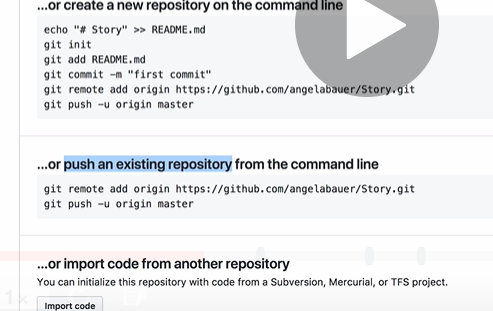 ...or create a new repository on the command line
echo "# Story" >> README.md
git init
git add README.md
git commit -m "first commit"
git remote add origin https://github.com/angelabauer/Story.git
git push -u origin master
...or push an existing repository from the command line
git remote add origin https://github.com/angelabauer/Story.git
git push -u origin master
...or import code from another repository
You can initialize this repository with code from a Subversion, Mercurial, or TFS project.
1x
Import code